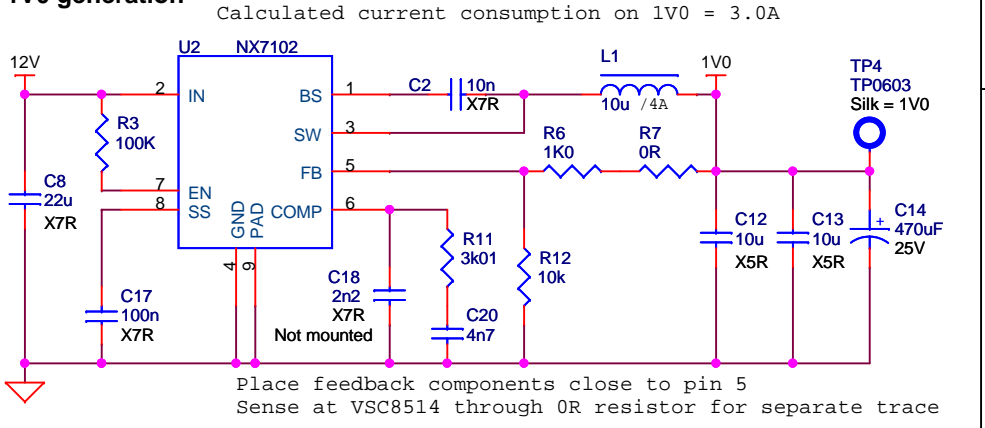 1V0 generation
Calculated current consumption on 1V0 = 3.0A
U2 NX7102
12V
2 IN
BS 1
C2 10n
X7R
L1
10u /4A
1V0
TP4
TP0603
Silk = 1V0
R3
100K
SW 3
R6
1K0
R7
0R
FB 5
C8
22u
X7R
7 EN
8 SS
GND
PAD
COMP 6
4
9
R11
3k01
R12
10k
C12
10u
X5R
C13
10u
X5R
+
C14
470uF
25V
C17
100n
X7R
C18
2n2
X7R
Not mounted
C20
4n7
Place feedback components close to pin 5
Sense at VSC8514 through 0R resistor for separate trace